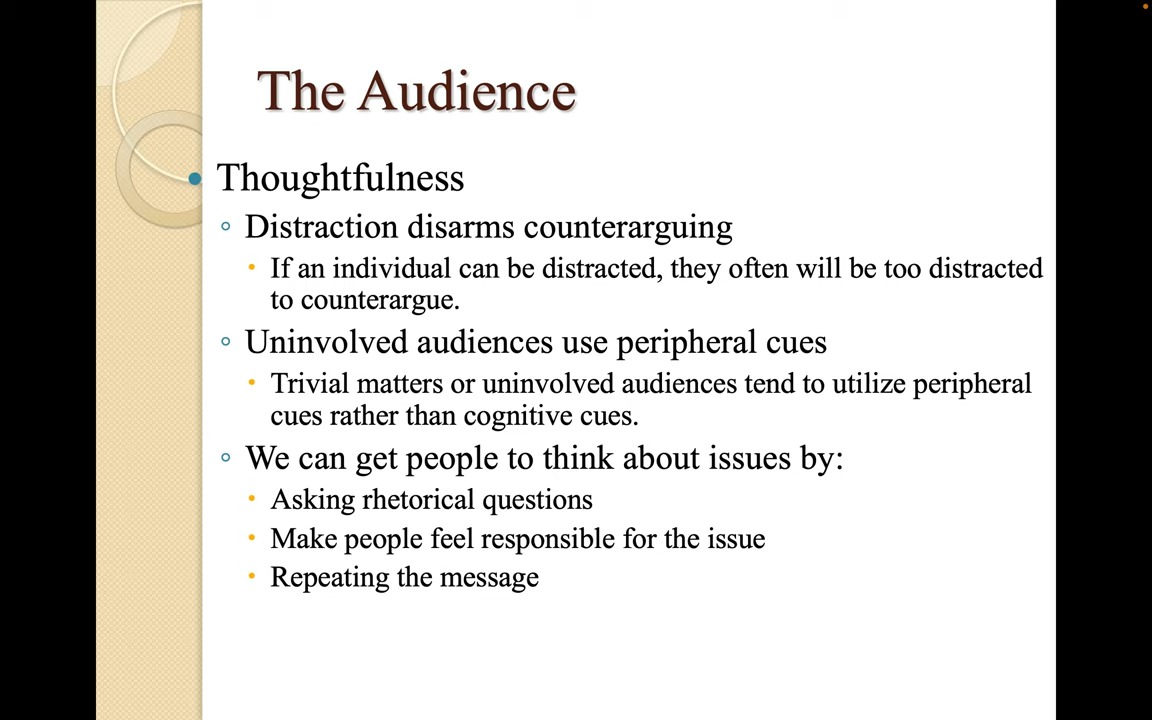 The Audience
Thoughtfulness
Distraction disarms counterarguing
If an individual can be distracted, they often will be too distracted
to counterargue.
Uninvolved audiences use peripheral cues
Trivial matters or uninvolved audiences tend to utilize peripheral
cues rather than cognitive cues.
We can get people to think about issues by:
Asking rhetorical questions
Make people feel responsible for the issue
Repeating the message